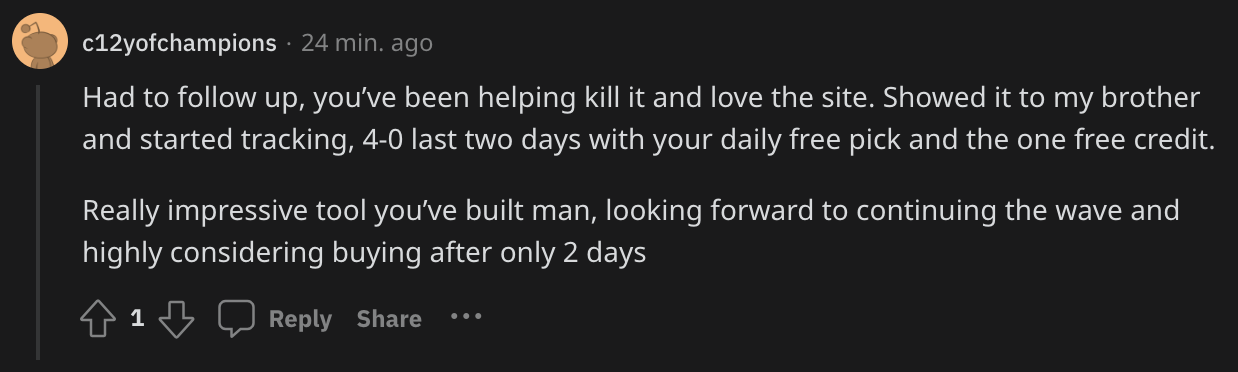 c12yofchampions · 24 min. ago
Had to follow up, you’ve been helping kill it and love the site. Showed it to my brother
and started tracking, 4-0 last two days with your daily free pick and the one free credit.
Really impressive tool you’ve built man, looking forward to continuing the wave and
highly considering buying after only 2 days
1 Reply Share ···